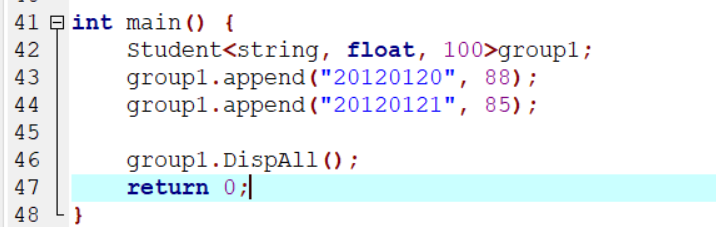 41 int main() {
42 Student<string, float, 100>group1;
43 group1.append("20120120", 88);
44 group1.append("20120121", 85);
45
46 group1.DispAll();
47 return 0;
48 }